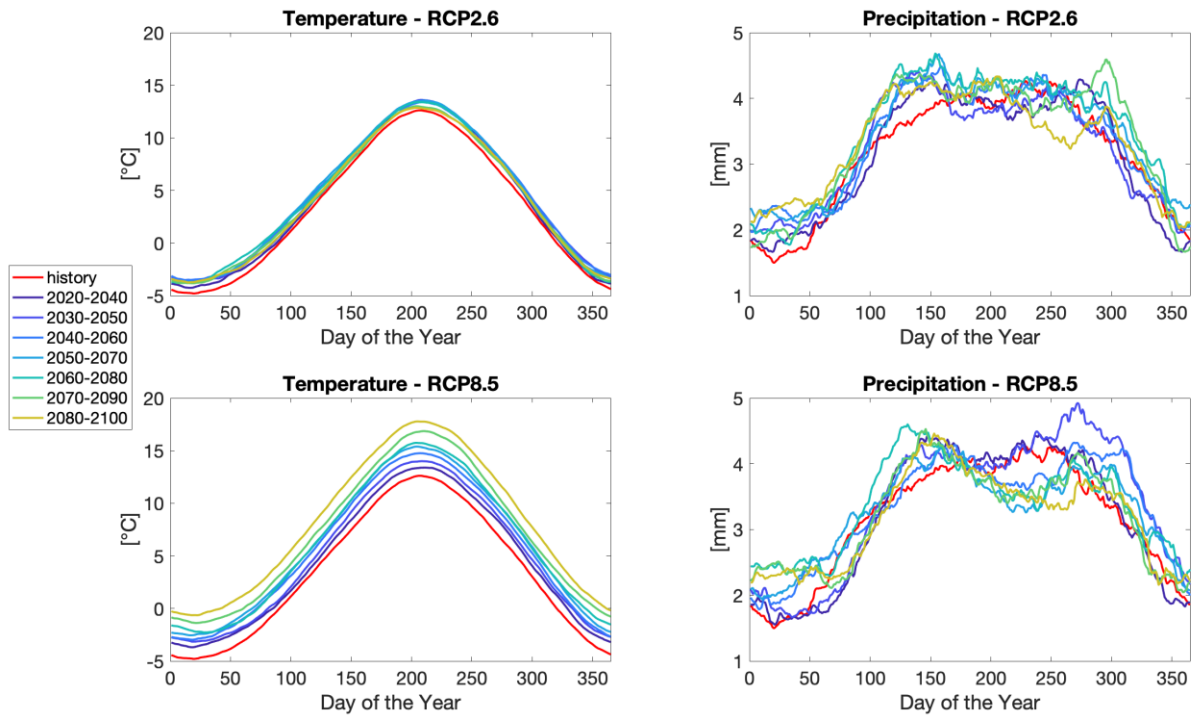 Temperature - RCP2.6
20
15
10
5
0
-5
[°C]
0 50 100 150 200 250 300 350
Day of the Year
Precipitation - RCP2.6
5
4
3
2
1
[mm]
0 50 100 150 200 250 300 350
Day of the Year
history
2020-2040
2030-2050
2040-2060
2050-2070
2060-2080
2070-2090
2080-2100
Temperature - RCP8.5
20
15
10
5
0
-5
[°C]
0 50 100 150 200 250 300 350
Day of the Year
Precipitation - RCP8.5
5
4
3
2
1
[mm]
0 50 100 150 200 250 300 350
Day of the Year